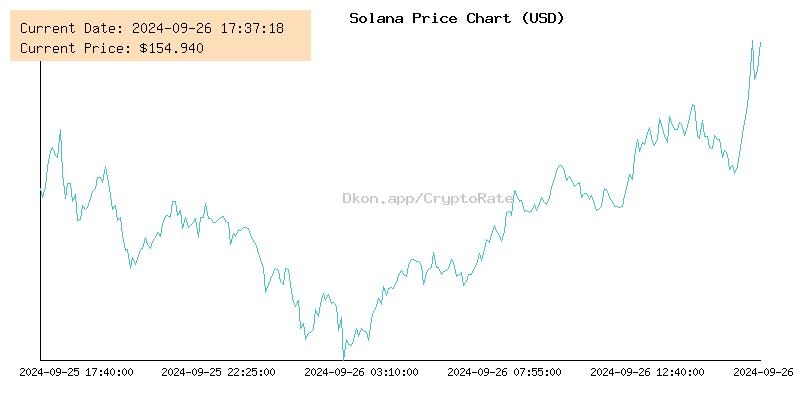 Solana Price Chart (USD)
Current Date: 2024-09-26 17:37:18
Current Price: $154.940
Dkon.app/CryptoRate
2024-09-25 17:40:00 2024-09-25 22:25:00 2024-09-26 03:10:00 2024-09-26 07:55:00 2024-09-26 12:40:00 2024-09-26